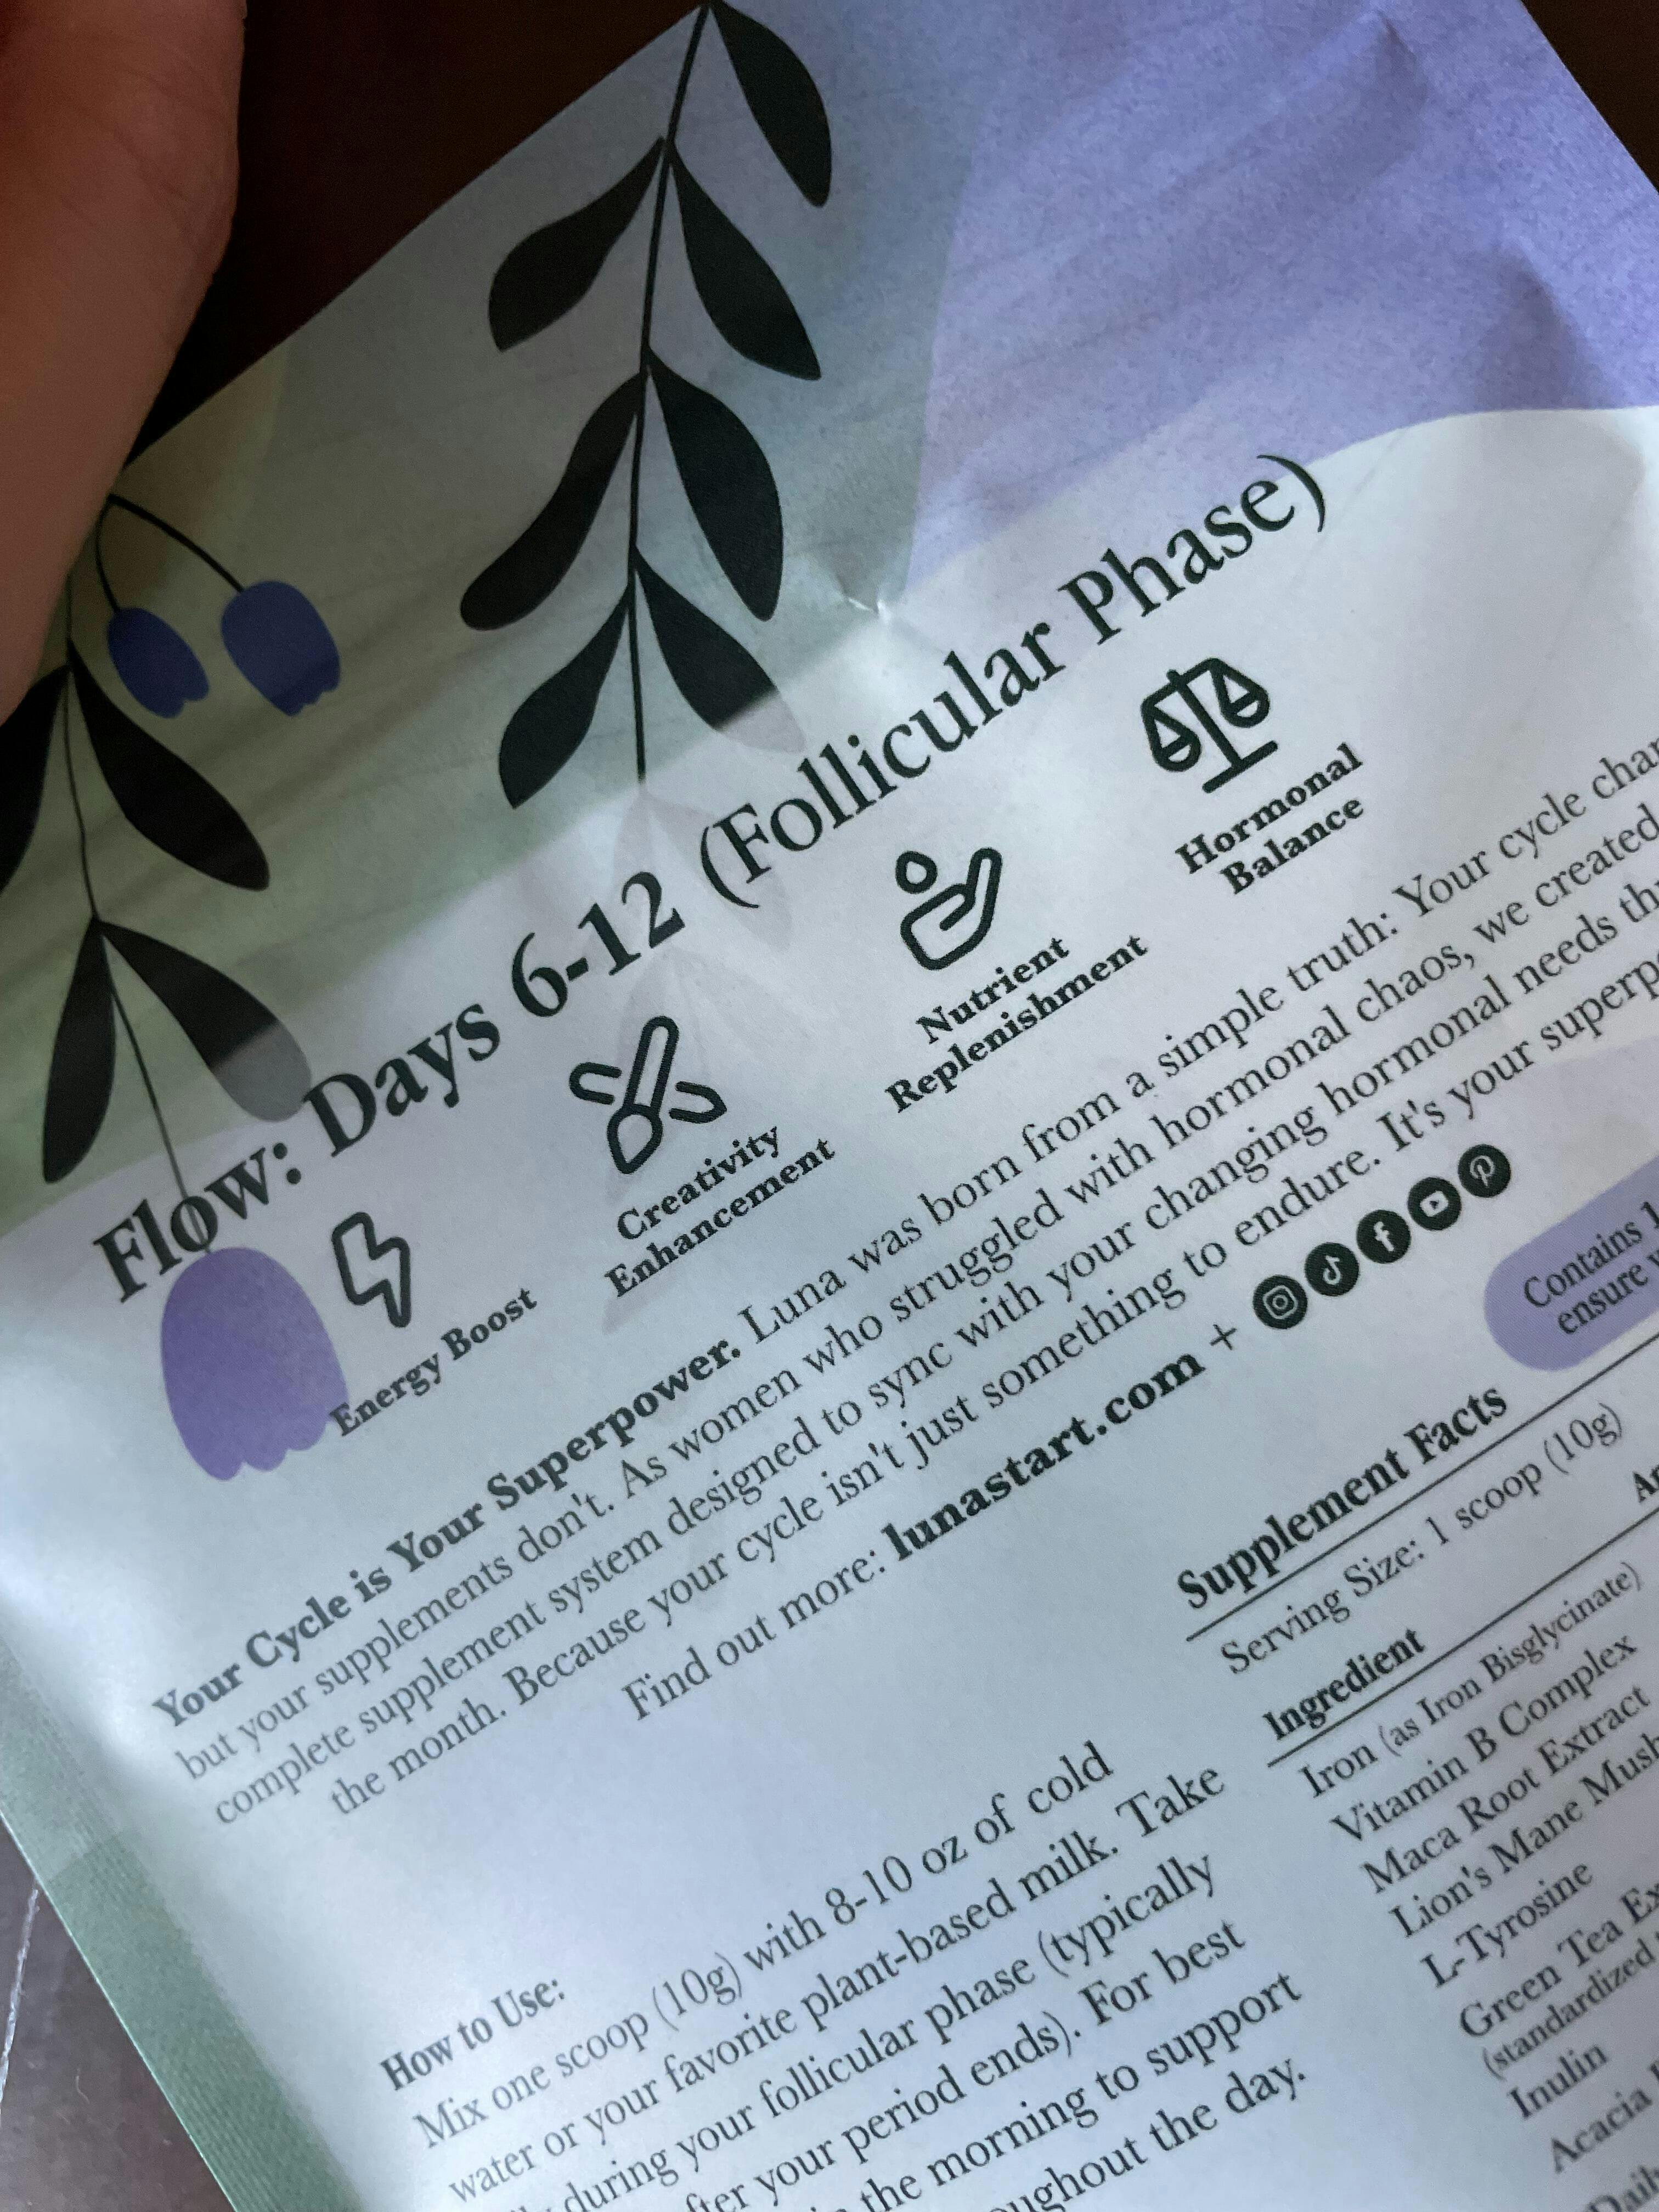 Flow: Days 6-12 (Follicular Phase)
Energy Boost
Creativity
Enhancement
Nutrient
Replenishment
Hormonal
Balance
Your Cycle is Your Superpower. Luna was born from a simple truth: Your cycle
but your supplements don't. As women who struggled with hormonal chaos, we created
complete supplement system designed to sync with your changing hormonal needs
the month. Because your cycle isn't just something to endure. It's your
Find out more: lunastart.com +
Contains
ensure
Supplement Facts
Serving Size: 1 scoop (10g)
Ingredient
Iron (as Iron Bisglycinate)
Vitamin B Complex
Maca Root Extract
Lion's Mane
L-Tyrosine
Green Tea
(standardized
Inulin
Acacia
How to Use:
Mix one scoop (10g) with 8-10 oz of cold
water or your favorite plant-based milk. Take
during your follicular phase (typically
your period ends). For best
the morning to support
the day.